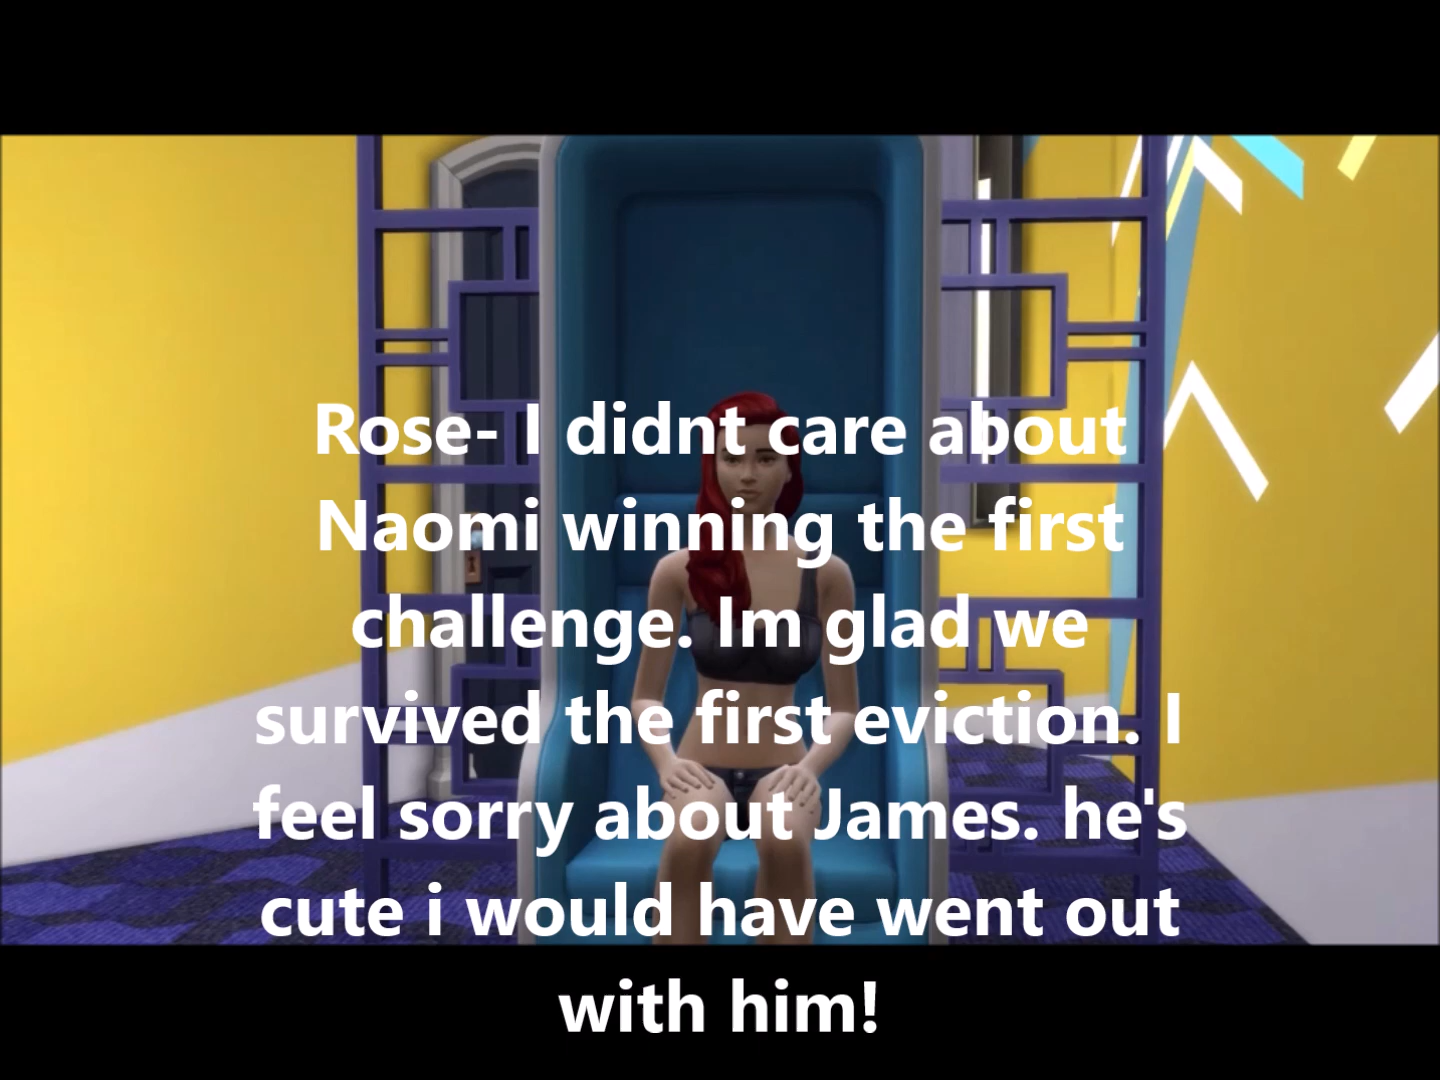 Rose- I didnt care about
Naomi winning the first
challenge. Im glad we
survived the first eviction. I
feel sorry about James. he's
cute i would have went out
with him!